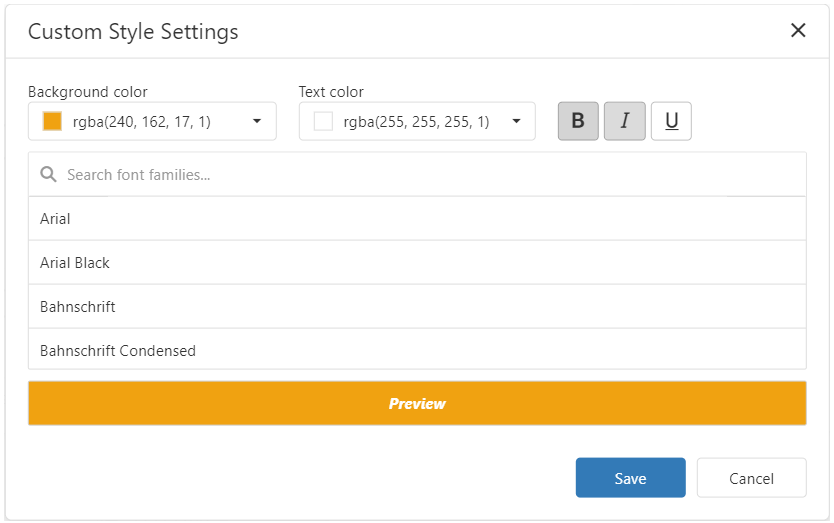 Custom Style Settings
Background color
Text color
rgba(240, 162, 17, 1)
rgba(255, 255, 255, 1)
B
I
U
Search font families...
Arial
Arial Black
Bahnschrift
Bahnschrift Condensed
Preview
Save
Cancel